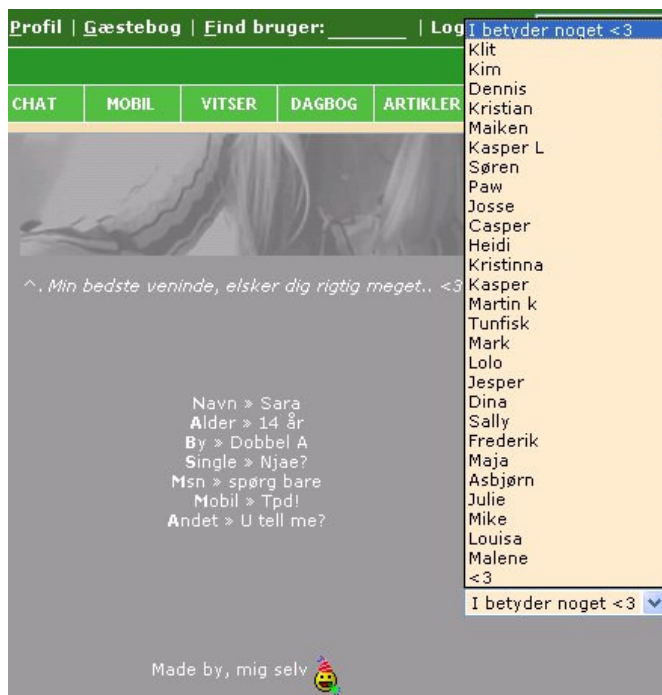 Profil | Gæstebog | Find bruger: | Log
CHAT MOBIL VITSER DAGBOG ARTIKLER
^. Min bedste veninde, elsker dig rigtig meget.. <3
Navn » Sara
Alder » 14 år
By » Dobbel A
Single » Njae?
Msn » spørg bare
Mobil » Tpd!
Andet » U tell me?
Made by, mig selv
I betyder noget <3
Klit
Kim
Dennis
Kristian
Maiken
Kasper L
Søren
Paw
Josse
Casper
Heidi
Kristinna
Kasper
Martin k
Tunfisk
Mark
Lolo
Jesper
Dina
Sally
Frederik
Maja
Asbjørn
Julie
Mike
Louisa
Malene
<3
I betyder noget <3